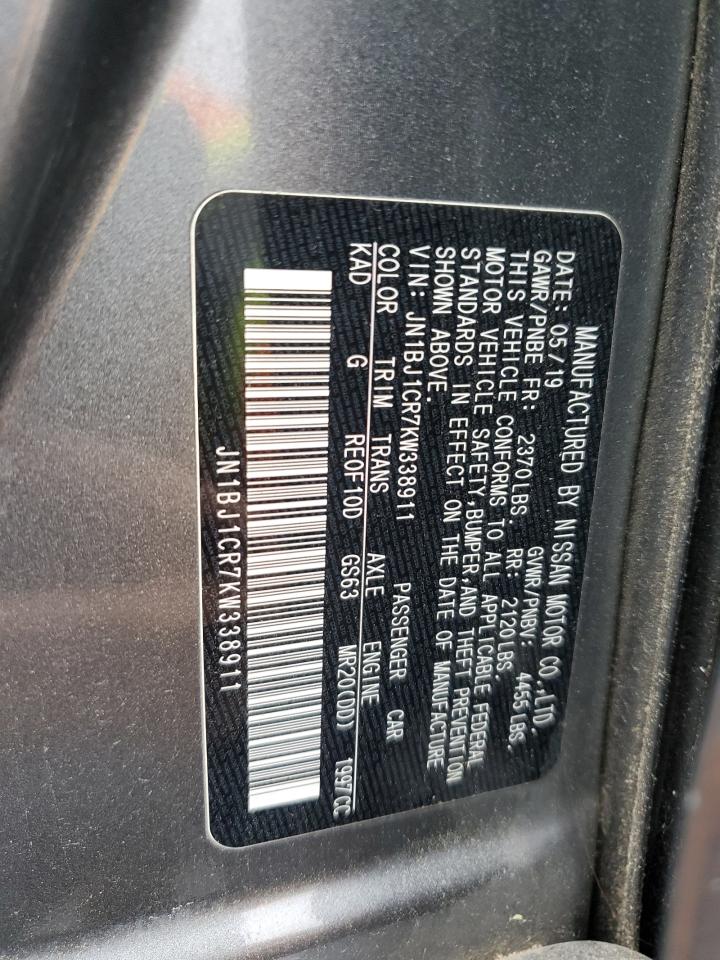 MANUFACTURED BY NISSAN MOTOR CO.,LTD.
DATE: 05/19 GVWR/PNBV: 4455 LBS.
GAWR/PNBE FR: 2370LBS. RR: 2120LBS.
THIS VEHICLE CONFORMS TO ALL APPLICABLE FEDERAL
MOTOR VEHICLE SAFETY,BUMPER,AND THEFT PREVENTION
STANDARDS IN EFFECT ON THE DATE OF MANUFACTURE
SHOWN ABOVE.
VIN: JN1BJ1CR7KW338911 PASSENGER CAR
COLOR TRIM TRANS AXLE ENGINE
KAD G RE0F10D GS63 MR20(DD) 1997CC
JN1BJ1CR7KW338911